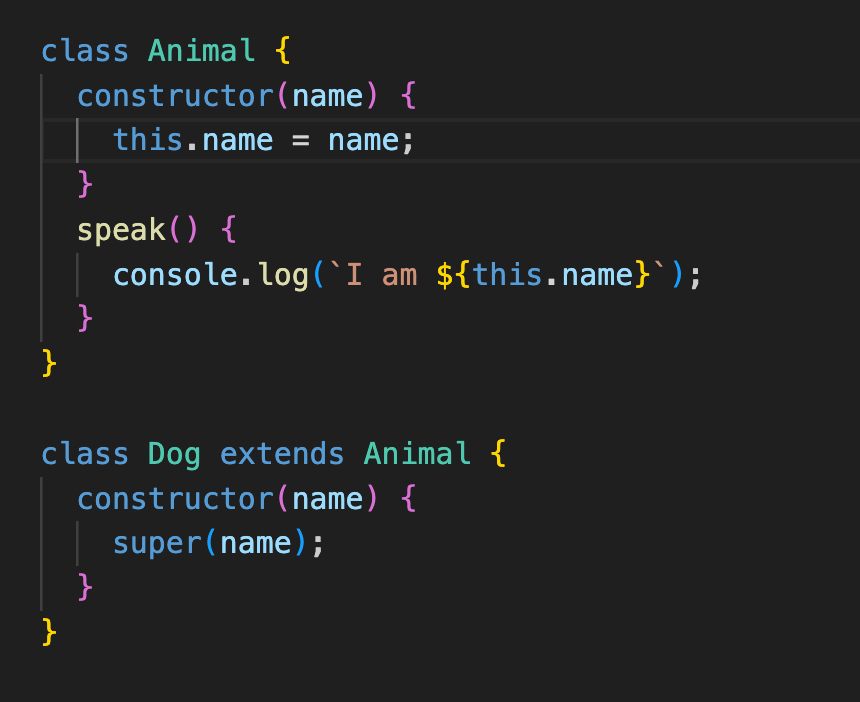 class Animal {
  constructor(name) {
    this.name = name;
  }
  speak() {
    console.log(`I am ${this.name}`);
  }
}

class Dog extends Animal {
  constructor(name) {
    super(name);
  }
}